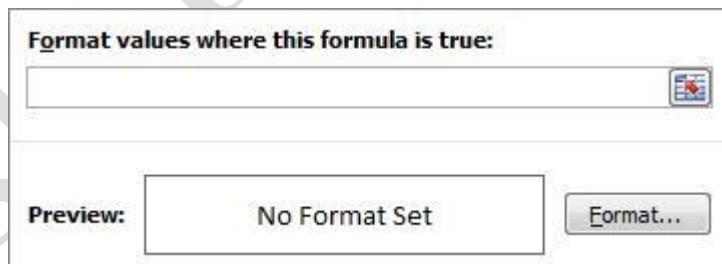 Format values where this formula is true:
Preview:
No Format Set
Format...